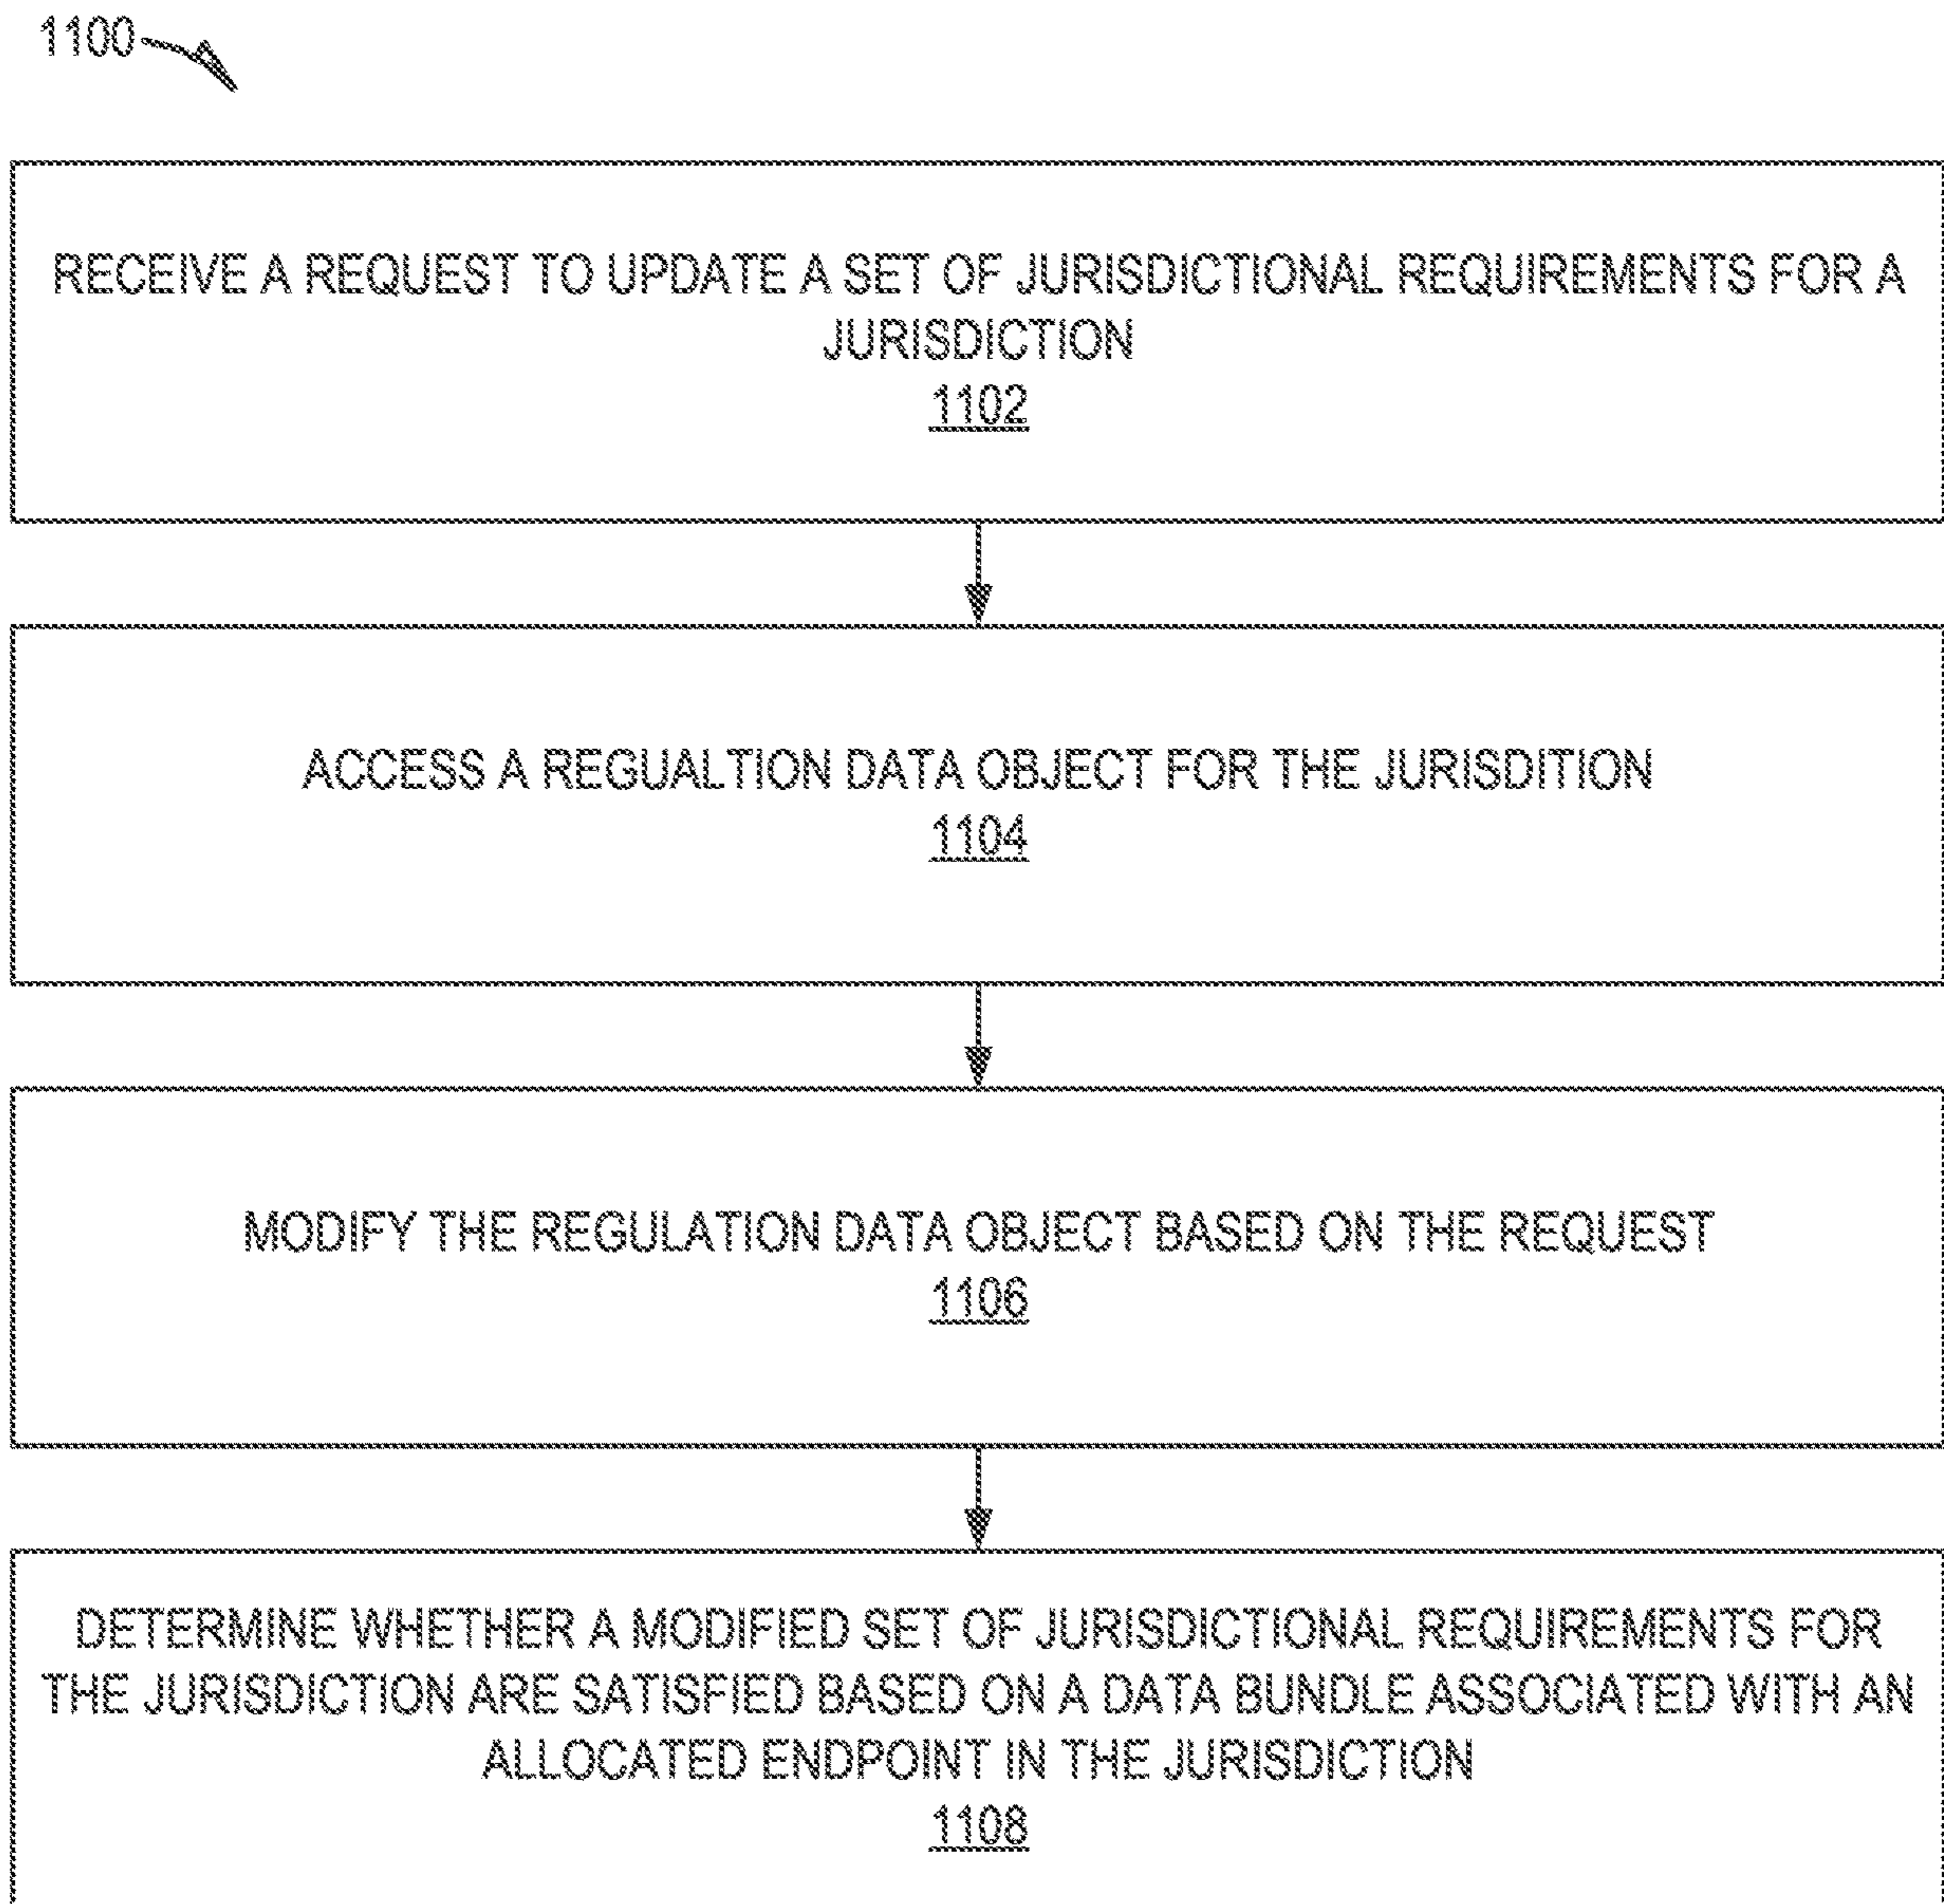 1100
RECEIVE A REQUEST TO UPDATE A SET OF JURISDICTIONAL REQUIREMENTS FOR A
JURISDICTION
1102
ACCESS A REGUALTION DATA OBJECT FOR THE JURISDITION
1104
MODIFY THE REGULATION DATA OBJECT BASED ON THE REQUEST
1106
DETERMINE WHETHER A MODIFIED SET OF JURISDICTIONAL REQUIREMENTS FOR
THE JURISDICTION ARE SATISFIED BASED ON A DATA BUNDLE ASSOCIATED WITH AN
ALLOCATED ENDPOINT IN THE JURISDICTION
1108